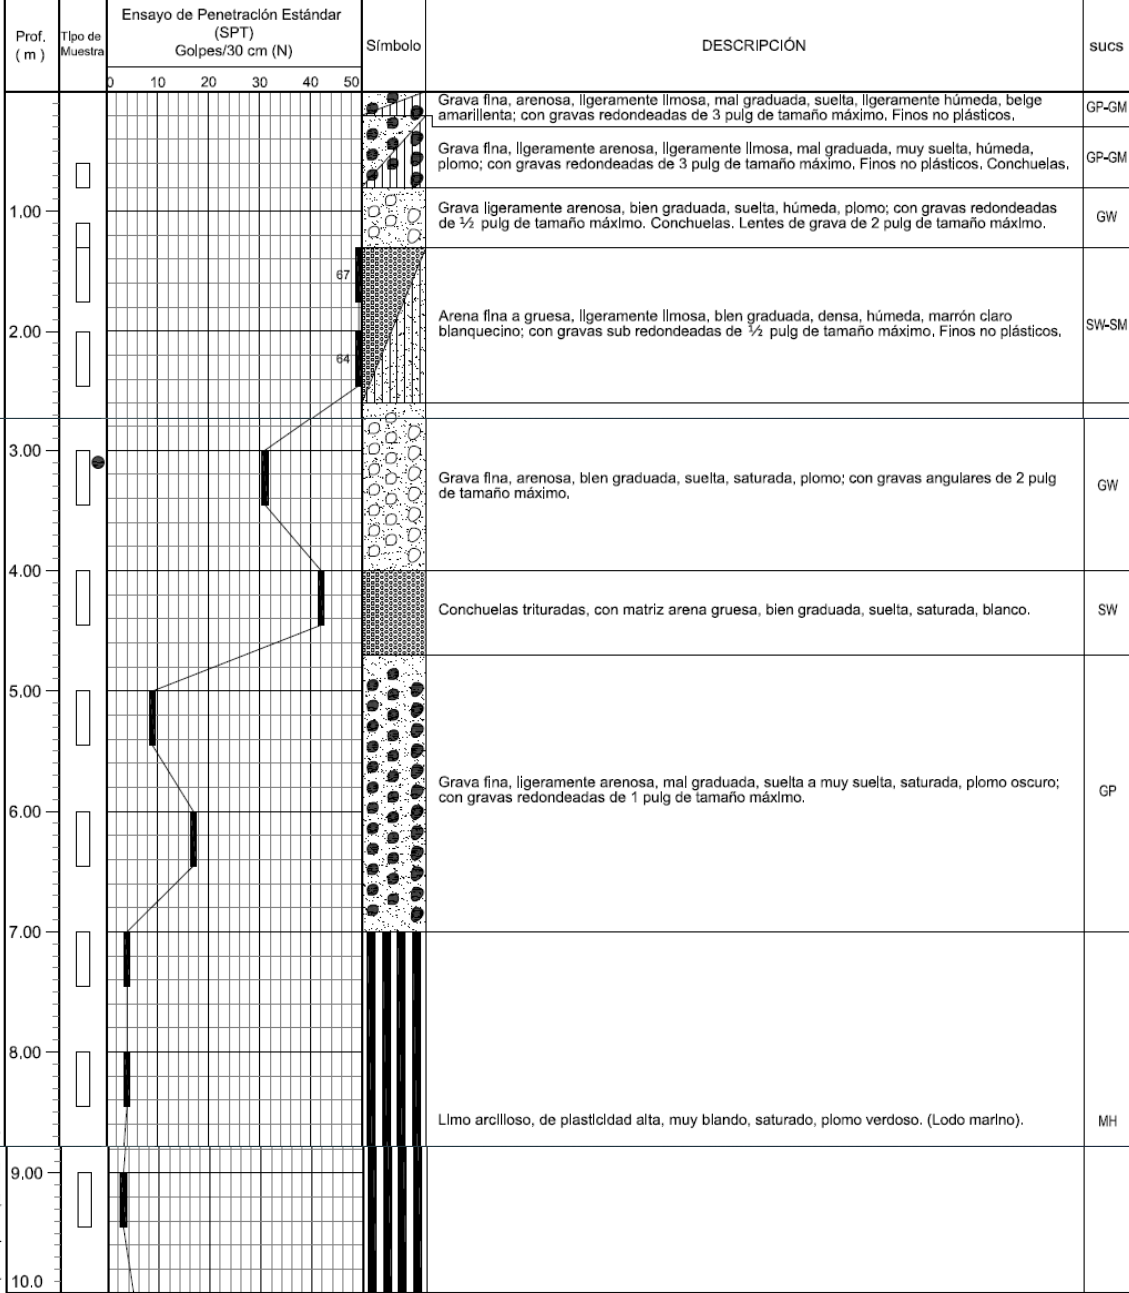 Prof.
( m )
Tipo de
Muestra
Ensayo de Penetración Estándar
(SPT)
Golpes/30 cm (N)
0 10 20 30 40 50
Símbolo
DESCRIPCIÓN
sucs
Grava fina, arenosa, ligeramente limosa, mal graduada, suelta, ligeramente húmeda, beige
amarillenta; con gravas redondeadas de 3 pulg de tamaño máximo. Finos no plásticos.
GP-GM
Grava fina, ligeramente arenosa, ligeramente limosa, mal graduada, muy suelta, húmeda,
plomo; con gravas redondeadas de 3 pulg de tamaño máximo. Finos no plásticos. Conchuelas.
GP-GM
1.00
Grava ligeramente arenosa, bien graduada, suelta, húmeda, plomo; con gravas redondeadas
de ½ pulg de tamaño máximo. Conchuelas. Lentes de grava de 2 pulg de tamaño máximo.
GW
67
2.00
64
Arena fina a gruesa, ligeramente limosa, bien graduada, densa, húmeda, marrón claro
blanquecino; con gravas sub redondeadas de ½ pulg de tamaño máximo. Finos no plásticos.
SW-SM
3.00
Grava fina, arenosa, bien graduada, suelta, saturada, plomo; con gravas angulares de 2 pulg
de tamaño máximo.
GW
4.00
Conchuelas trituradas, con matriz arena gruesa, bien graduada, suelta, saturada, blanco.
SW
5.00
Grava fina, ligeramente arenosa, mal graduada, suelta a muy suelta, saturada, plomo oscuro;
con gravas redondeadas de 1 pulg de tamaño máximo.
GP
6.00
7.00
8.00
Limo arcilloso, de plasticidad alta, muy blando, saturado, plomo verdoso. (Lodo marino).
MH
9.00
10.0